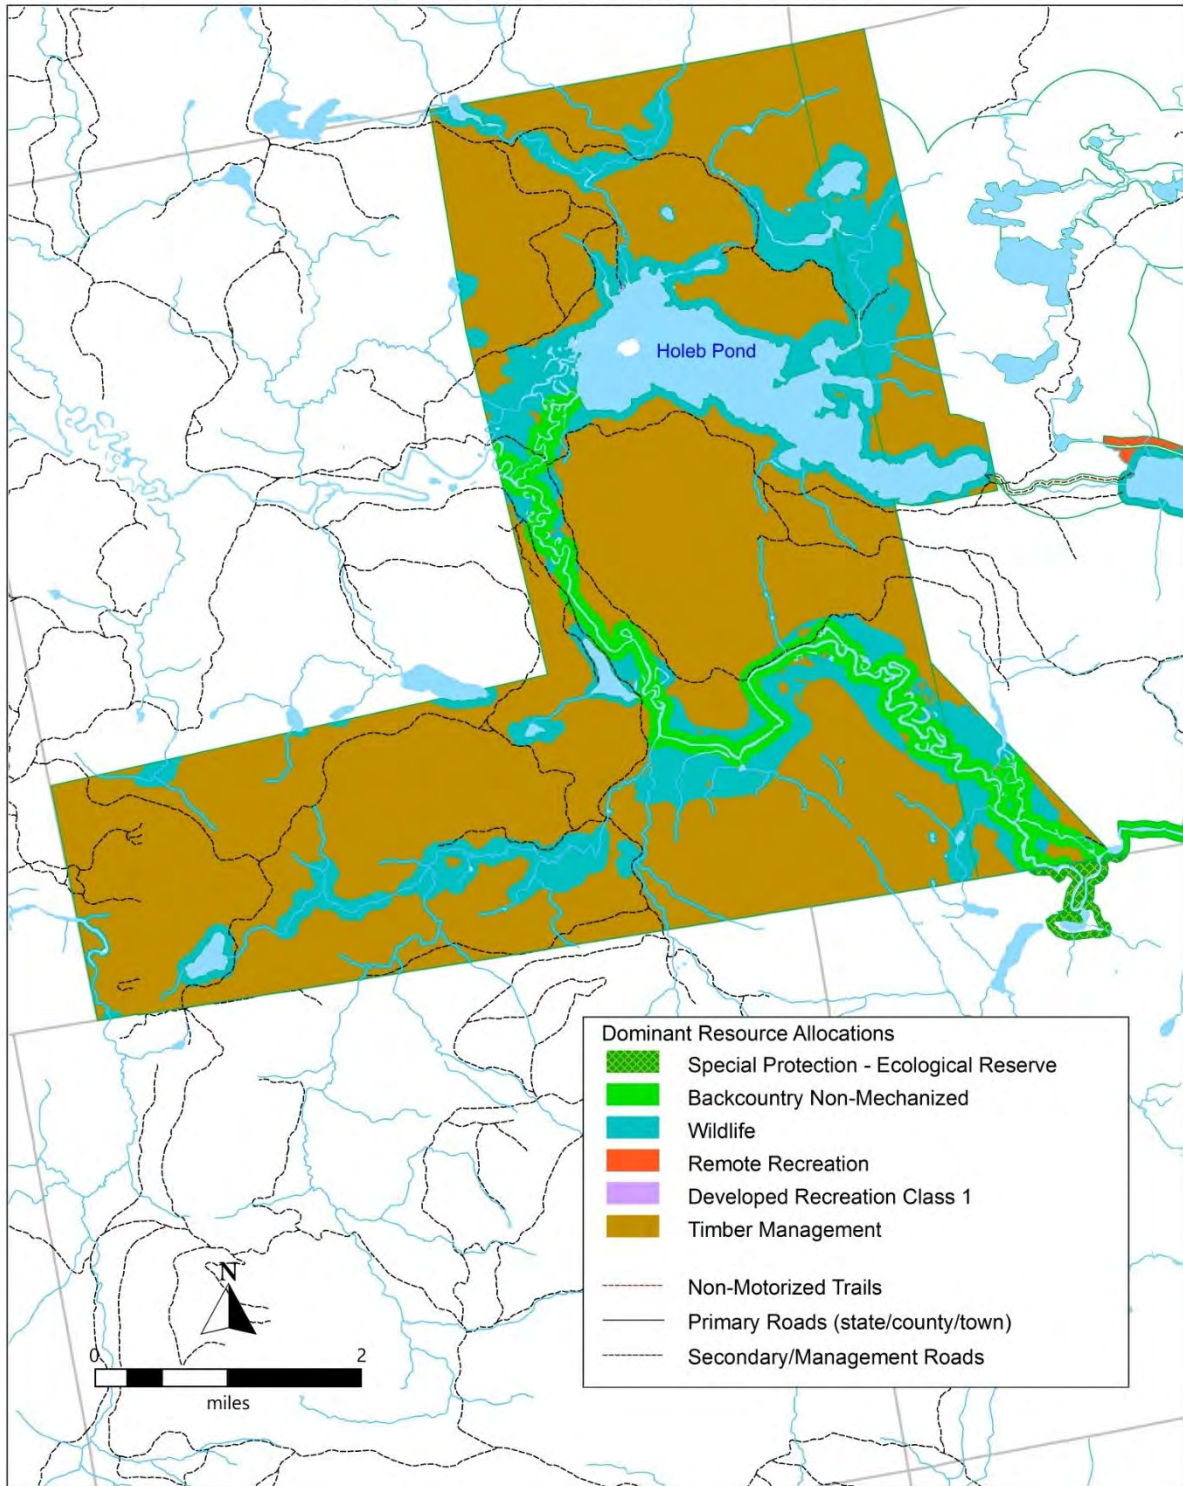 Holeb Pond
Dominant Resource Allocations
Special Protection - Ecological Reserve
Backcountry Non-Mechanized
Wildlife
Remote Recreation
Developed Recreation Class 1
Timber Management
Non-Motorized Trails
Primary Roads (state/county/town)
Secondary/Management Roads
N
0 2
miles